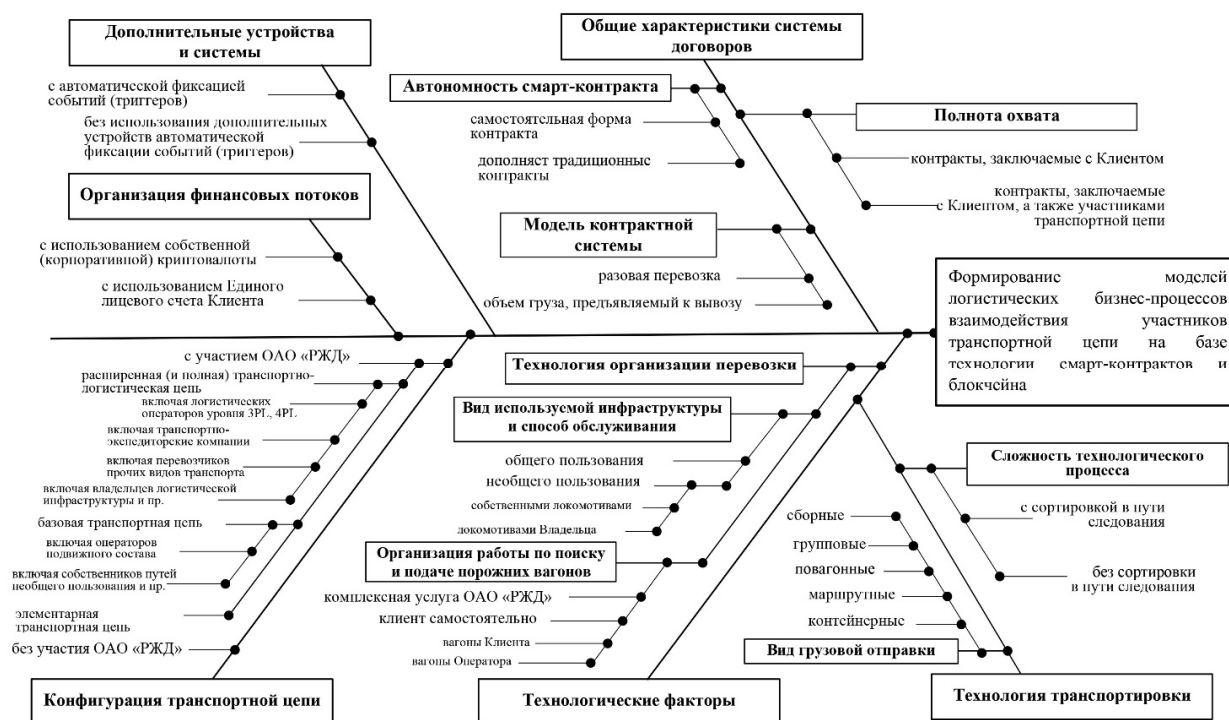 Дополнительные устройства
и системы
с автоматической фиксацией
событий (триггеров)
без использования дополнительных
устройств автоматической
фиксации событий (триггеров)
Организация финансовых потоков
с использованием собственной
(корпоративной) криптовалюты
с использованием Единого
лицевого счета Клиента
Общие характеристики системы
договоров
Автономность смарт-контракта
самостоятельная форма
контракта
дополняет традиционные
контракты
Полнота охвата
контракты, заключаемые с Клиентом
контракты, заключаемые
с Клиентом, а также участниками
транспортной цепи
Модель контрактной
системы
разовая перевозка
объем груза, предъявляемый к вывозу
Формирование моделей
логистических бизнес-процессов
взаимодействия участников
транспортной цепи на базе
технологии смарт-контрактов и
блокчейна
с участием ОАО «РЖД»
расширенная (и полная) транспортно-
логистическая цепь
включая логистических
операторов уровня 3PL, 4PL
включая транспортно-
экспедиторские компании
включая перевозчиков
прочих видов транспорта
включая владельцев логистической
инфраструктуры и пр.
базовая транспортная цепь
включая операторов
подвижного состава
включая собственников путей
необщего пользования и пр.
элементарная
транспортная цепь
без участия ОАО «РЖД»
Конфигурация транспортной цепи
Технология организации перевозки
Вид используемой инфраструктуры
и способ обслуживания
общего пользования
необщего пользования
собственными локомотивами
локомотивами Владельца
Организация работы по поиску
и подаче порожних вагонов
комплексная услуга ОАО «РЖД»
клиент самостоятельно
вагоны Клиента
вагоны Оператора
Технологические факторы
Сложность технологического
процесса
с сортировкой в пути
следования
без сортировки
в пути следования
сборные
групповые
повагонные
маршрутные
контейнерные
Вид грузовой отправки
Технология транспортировки